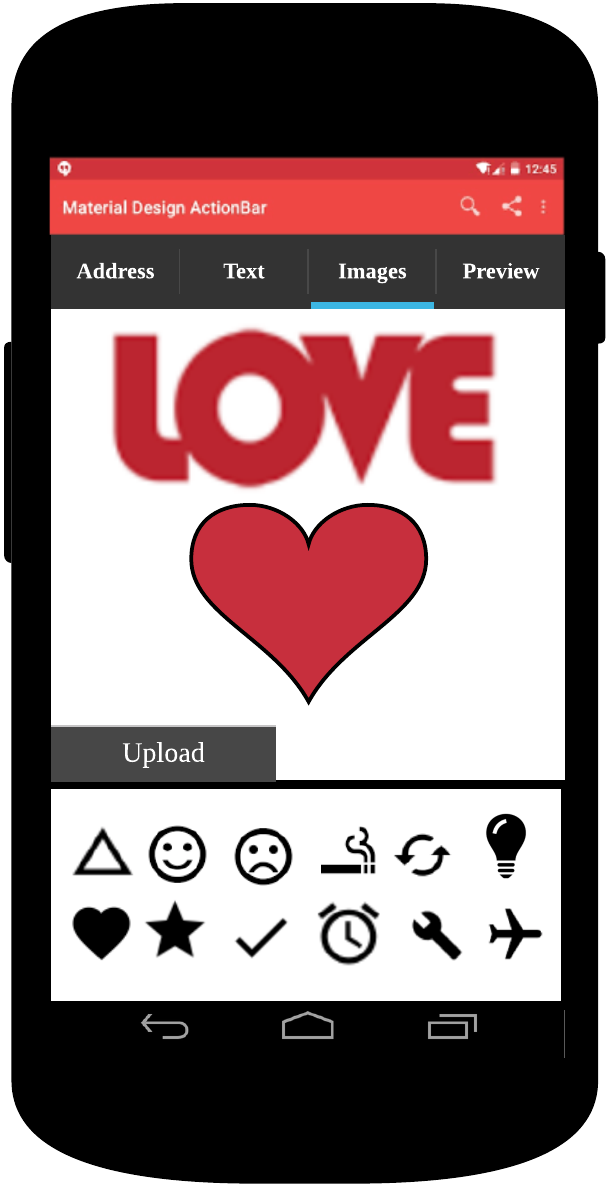 12:45
Material Design ActionBar
Address Text Images Preview
LOVE
Upload